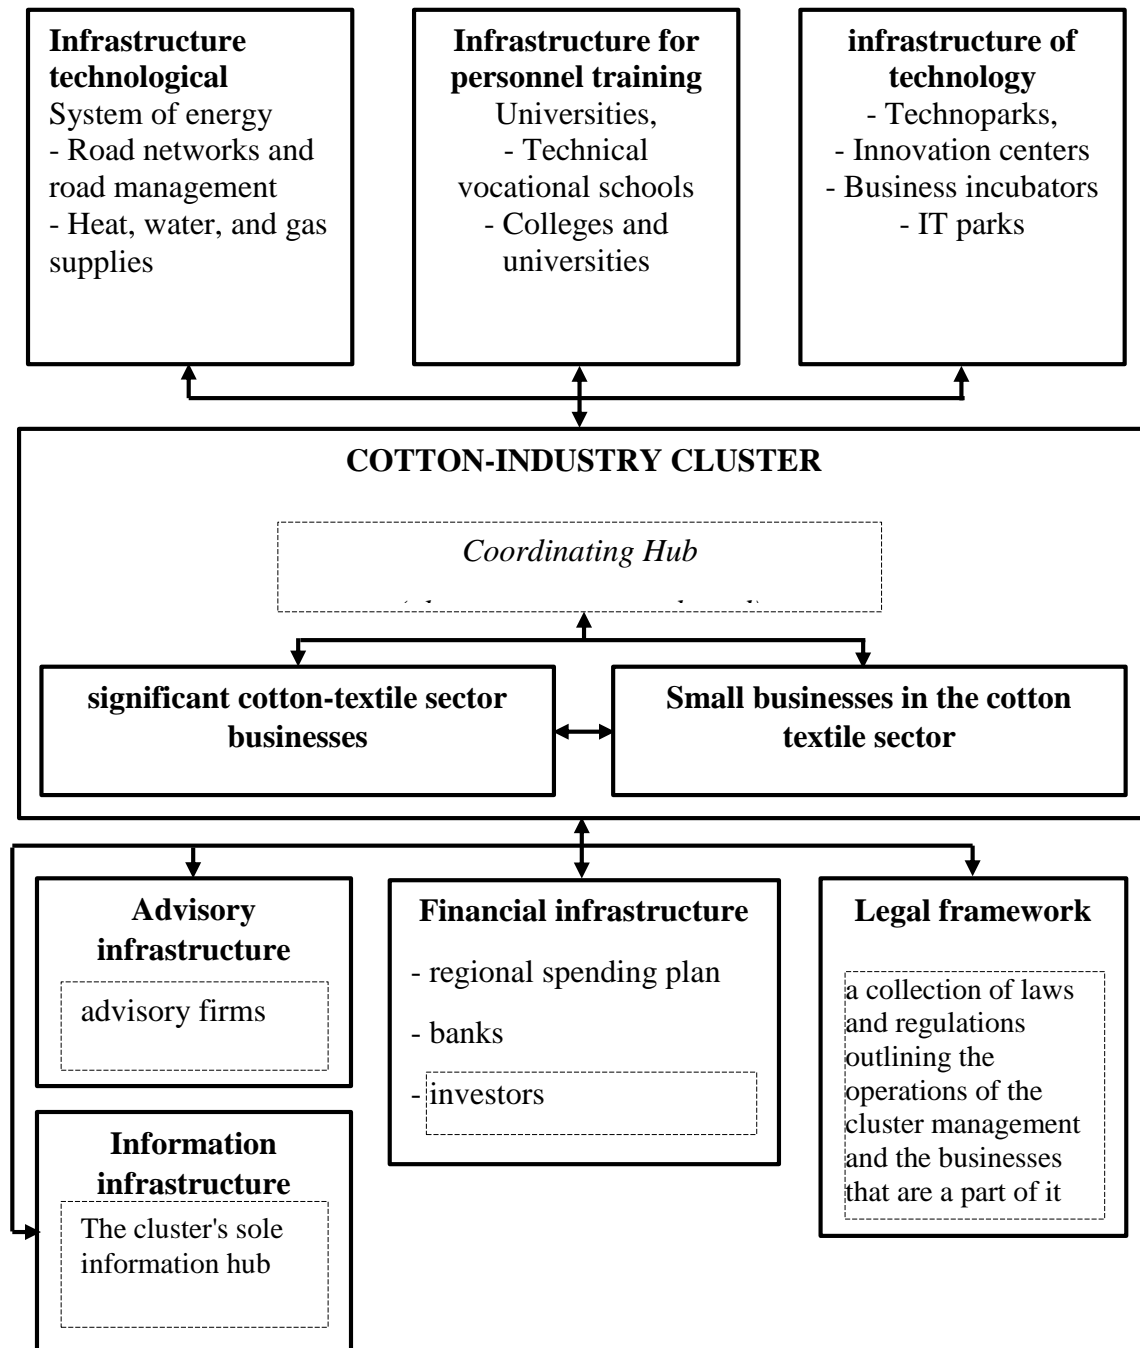 Infrastructure
technological
System of energy
- Road networks and
road management
- Heat, water, and gas
supplies
Infrastructure for
personnel training
Universities,
- Technical
vocational schools
- Colleges and
universities
infrastructure of
technology
- Technoparks,
- Innovation centers
- Business incubators
- IT parks
COTTON-INDUSTRY CLUSTER
Coordinating Hub
significant cotton-textile sector
businesses
Small businesses in the cotton
textile sector
Advisory
infrastructure
advisory firms
Information
infrastructure
The cluster's sole
information hub
Financial infrastructure
- regional spending plan
- banks
- investors
Legal framework
a collection of laws
and regulations
outlining the
operations of the
cluster management
and the businesses
that are a part of it